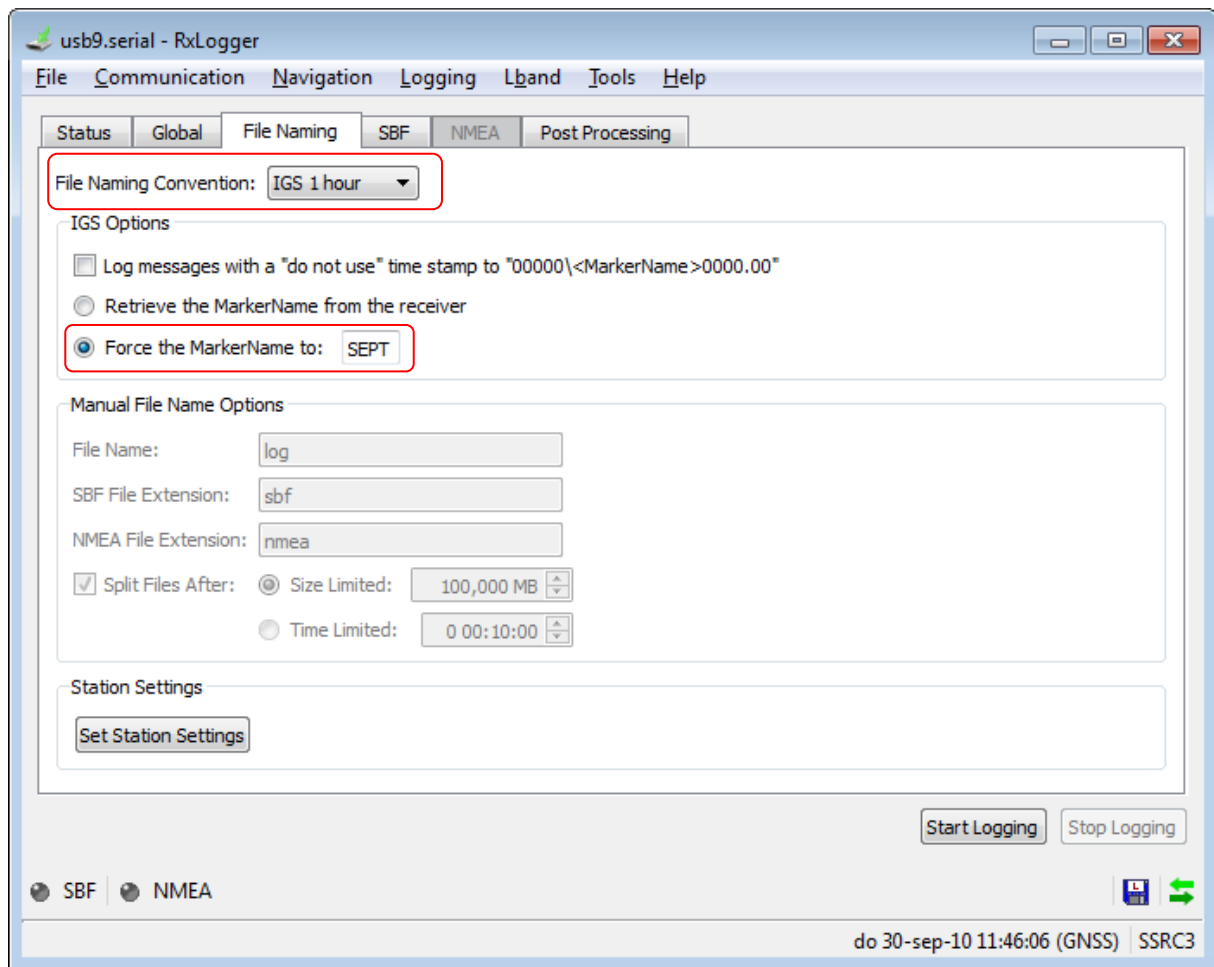 usb9.serial - RxLogger
File Communication Navigation Logging Lband Tools Help
Status Global File Naming SBF NMEA Post Processing
File Naming Convention: IGS 1 hour
IGS Options
Log messages with a "do not use" time stamp to "00000\<MarkerName>0000.00"
Retrieve the MarkerName from the receiver
Force the MarkerName to: SEPT
Manual File Name Options
File Name: log
SBF File Extension: sbf
NMEA File Extension: nmea
Split Files After: Size Limited: 100,000 MB
Time Limited: 0 00:10:00
Station Settings
Set Station Settings
Start Logging Stop Logging
SBF NMEA
do 30-sep-10 11:46:06 (GNSS) SSRC3